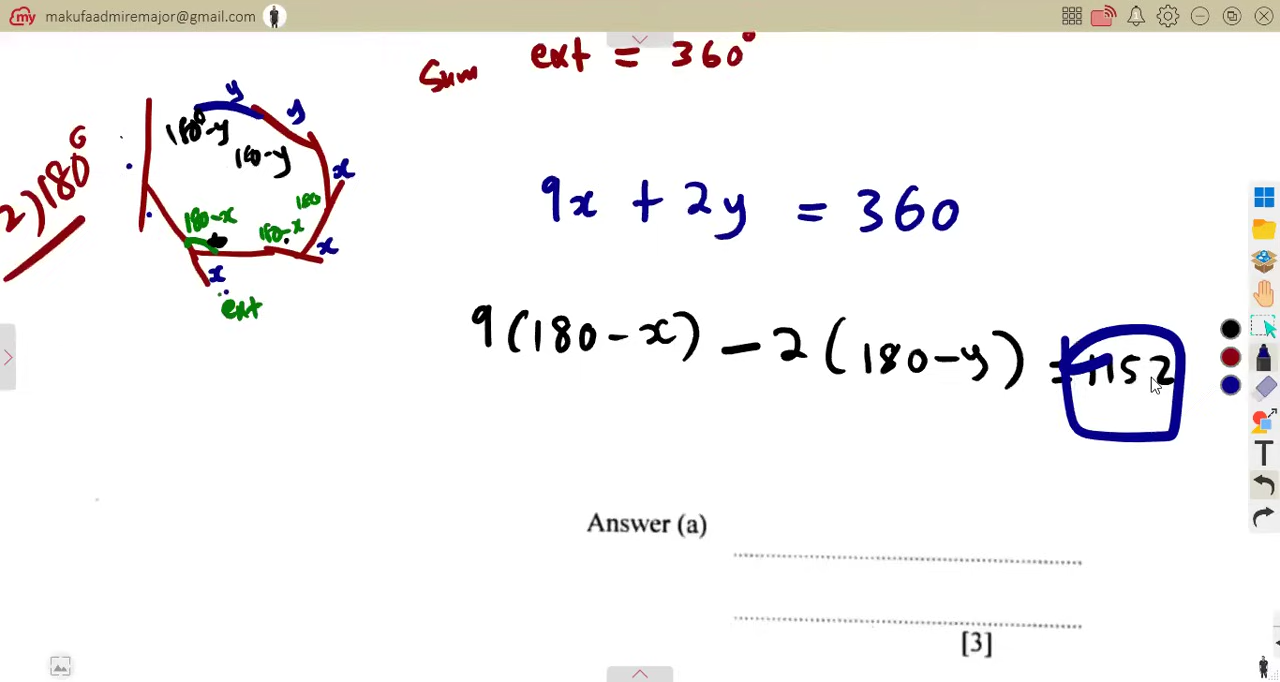 my makufaadmiremajor@gmail.com
Sum ext = 360°
2)180°
y
y
180°-y
180-y
x
180
180-x
180-x
x
x
ext
9x + 2y = 360
9(180-x) - 2(180-y) = 1152
Answer (a)
[3]
T